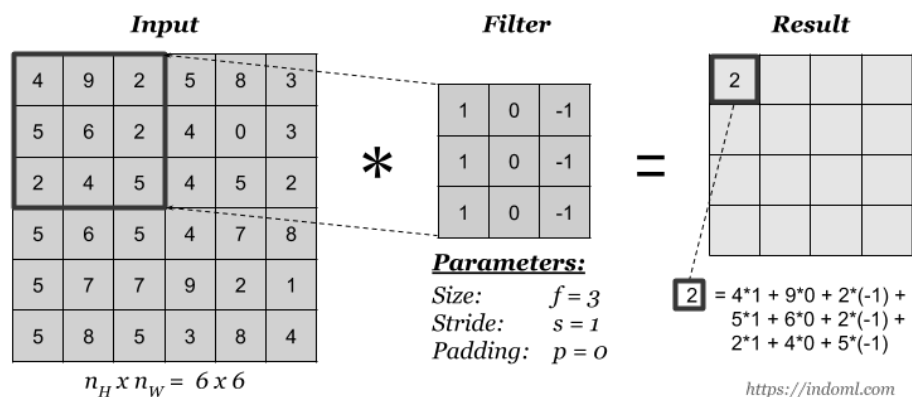 Input
Filter
Result
4 9 2 5 8 3
5 6 2 4 0 3
2 4 5 4 5 2
5 6 5 4 7 8
5 7 7 9 2 1
5 8 5 3 8 4
n_H x n_W = 6 x 6
*
1 0 -1
1 0 -1
1 0 -1
Parameters:
Size: f = 3
Stride: s = 1
Padding: p = 0
=
2
2 = 4*1 + 9*0 + 2*(-1) +
5*1 + 6*0 + 2*(-1) +
2*1 + 4*0 + 5*(-1)
https://indoml.com